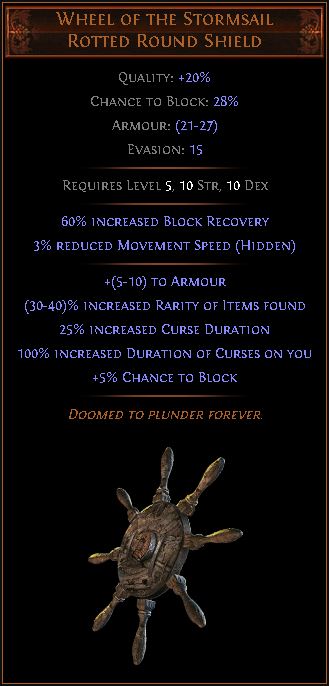 Wheel of the Stormsail
Rotted Round Shield
Quality: +20%
Chance to Block: 28%
Armour: (21-27)
Evasion: 15
Requires Level 5, 10 Str, 10 Dex
60% increased Block Recovery
3% reduced Movement Speed (Hidden)
+(5-10) to Armour
(30-40)% increased Rarity of Items found
25% increased Curse Duration
100% increased Duration of Curses on you
+5% Chance to Block
Doomed to plunder forever.